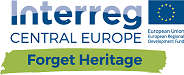 Interreg
CENTRAL EUROPE
European Union
European Regional
Development Fund
Forget Heritage